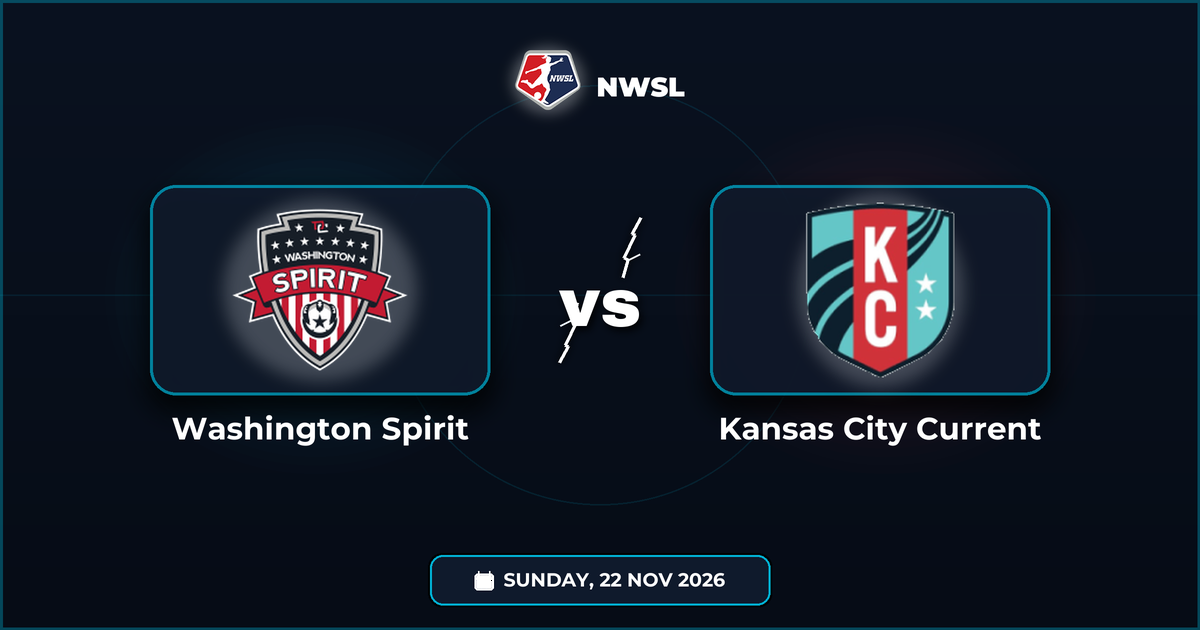 NWSL
NWSL
WASHINGTON
SPIRIT
VS
K
C
Washington Spirit
Kansas City Current
SUNDAY, 22 NOV 2026